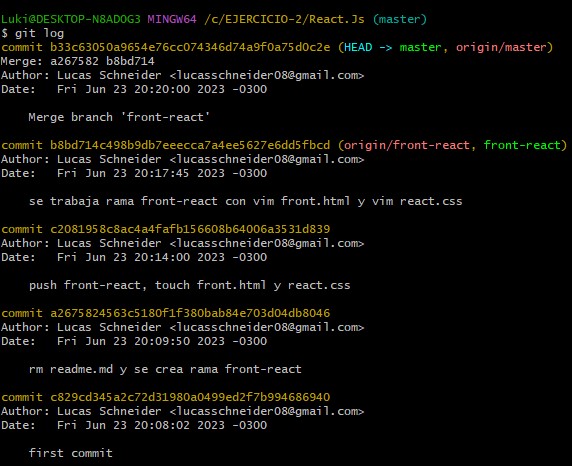 Luki@DESKTOP-N8ADOG3 MINGW64 /c/EJERCICIO-2/React.Js (master)
$ git log
commit b33c63050a9654e76cc074346d74a9f0a75d0c2e (HEAD -> master, origin/master)
Merge: a267582 b8bd714
Author: Lucas Schneider <lucasschneider08@gmail.com>
Date:   Fri Jun 23 20:20:00 2023 -0300

    Merge branch 'front-react'

commit b8bd714c498b9db7eeecca7a4ee5627e6dd5fbcd (origin/front-react, front-react)
Author: Lucas Schneider <lucasschneider08@gmail.com>
Date:   Fri Jun 23 20:17:45 2023 -0300

    se trabaja rama front-react con vim front.html y vim react.css

commit c2081958c8ac4a4fafb156608b64006a3531d839
Author: Lucas Schneider <lucasschneider08@gmail.com>
Date:   Fri Jun 23 20:14:00 2023 -0300

    push front-react, touch front.html y react.css

commit a2675824563c5180f1f380bab84e703d04db8046
Author: Lucas Schneider <lucasschneider08@gmail.com>
Date:   Fri Jun 23 20:09:50 2023 -0300

    rm readme.md y se crea rama front-react

commit c829cd345a2c72d31980a0499ed2f7b994686940
Author: Lucas Schneider <lucasschneider08@gmail.com>
Date:   Fri Jun 23 20:08:02 2023 -0300

    first commit